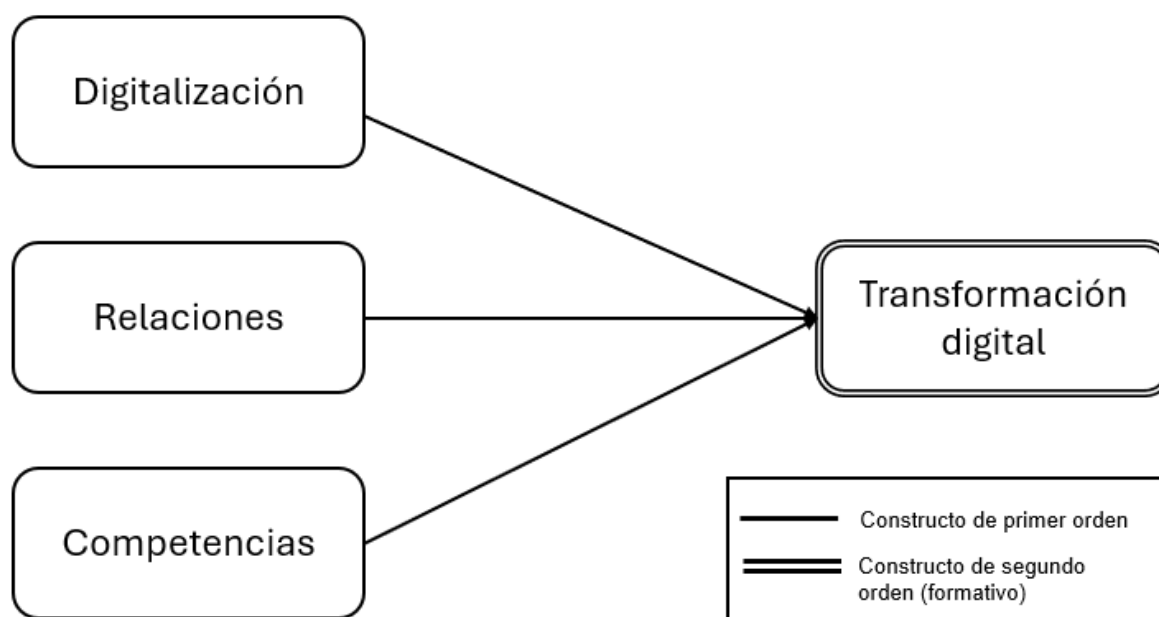 Digitalización
Relaciones
Transformación
digital
Competencias
Constructo de primer orden
Constructo de segundo
orden (formativo)